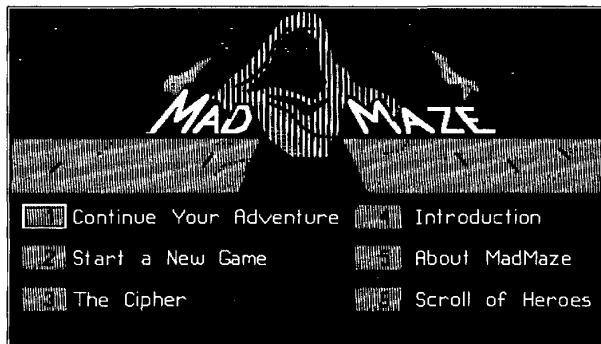 MAD MAZE
1 Continue Your Adventure
4 Introduction
2 Start a New Game
5 About MadMaze
3 The Cipher
6 Scroll of Heroes